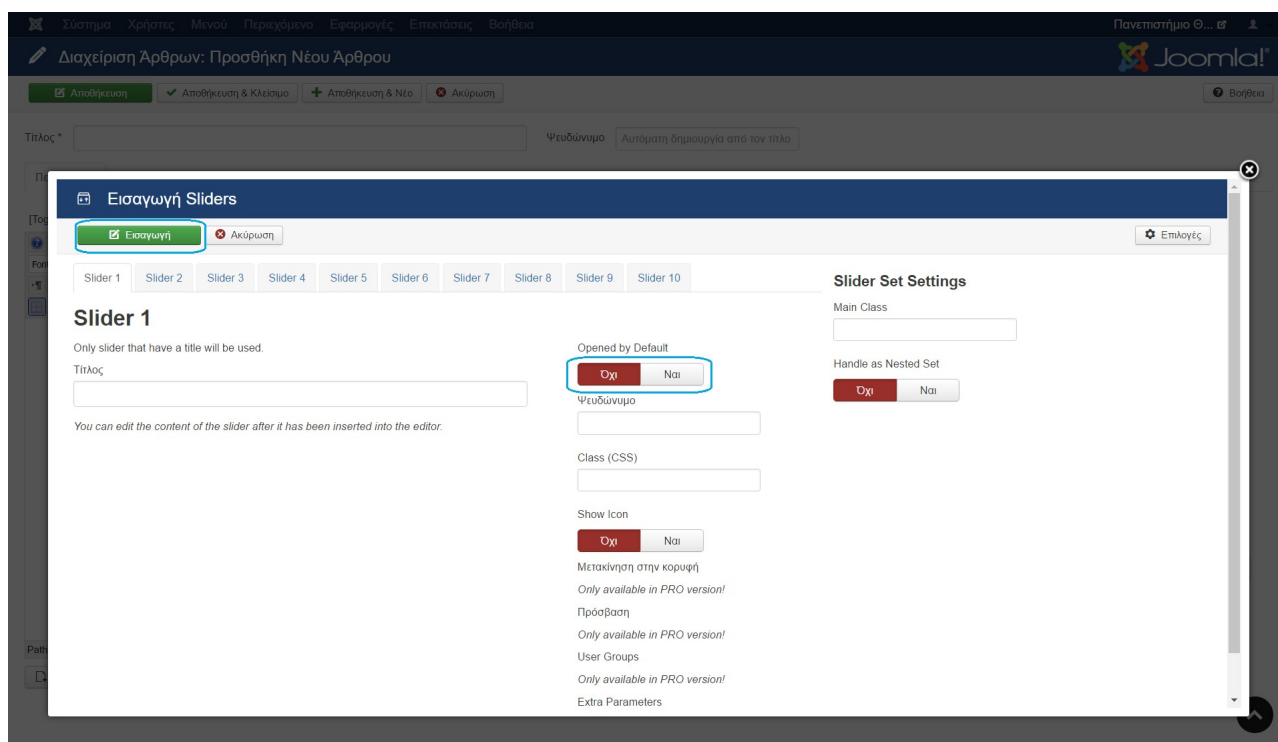 Σύστημα Χρήστες Μενού Περιεχόμενο Εφαρμογές Επεκτάσεις Βοήθεια Πανεπιστήμιο Θ...
Διαχείριση Άρθρων: Προσθήκη Νέου Άρθρου Joomla!
Αποθήκευση Αποθήκευση & Κλείσιμο Αποθήκευση & Νέο Ακύρωση Βοήθεια
Τίτλος * Ψευδώνυμο Αυτόματη δημιουργία από τον τίτλο
Εισαγωγή Sliders
[Tog
Εισαγωγή Ακύρωση Επιλογές
Slider 1 Slider 2 Slider 3 Slider 4 Slider 5 Slider 6 Slider 7 Slider 8 Slider 9 Slider 10
Slider Set Settings
Slider 1
Main Class
Only slider that have a title will be used. Opened by Default
Τίτλος Όχι Ναι
Handle as Nested Set
Όχι Ναι
Ψευδώνυμο
You can edit the content of the slider after it has been inserted into the editor.
Class (CSS)
Show Icon
Όχι Ναι
Μετακίνηση στην κορυφή
Only available in PRO version!
Πρόσβαση
Only available in PRO version!
Path
User Groups
Only available in PRO version!
Extra Parameters